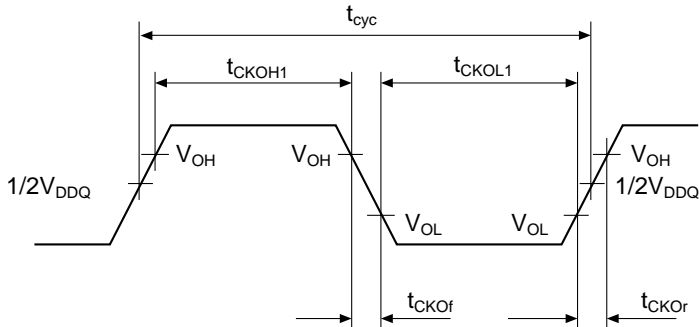 tcyc
tCKOH1 tCKOL1
VOH VOH VOH
1/2VDDQ 1/2VDDQ
VOL VOL
tCKOf tCKOr